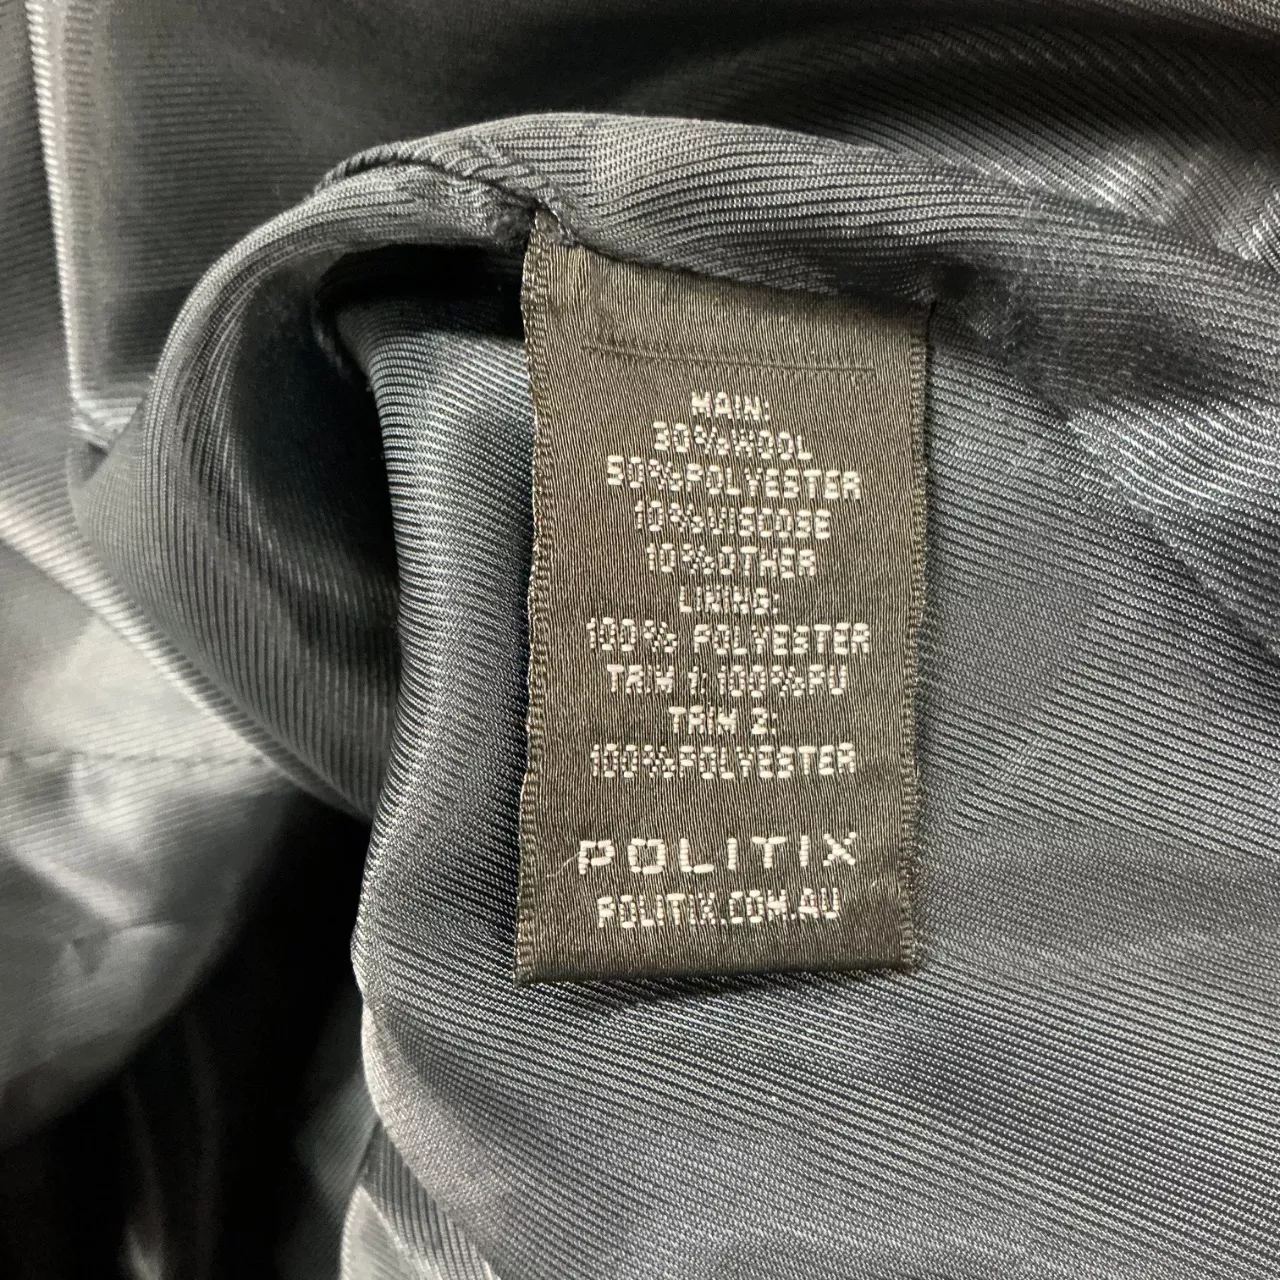 MAIN:
30%WOOL
50%POLYESTER
10%VISCOSE
10%OTHER
LINING:
100% POLYESTER
TRIM 1: 100%PU
TRIM 2:
100%POLYESTER
POLITIX
POLITIX.COM.AU